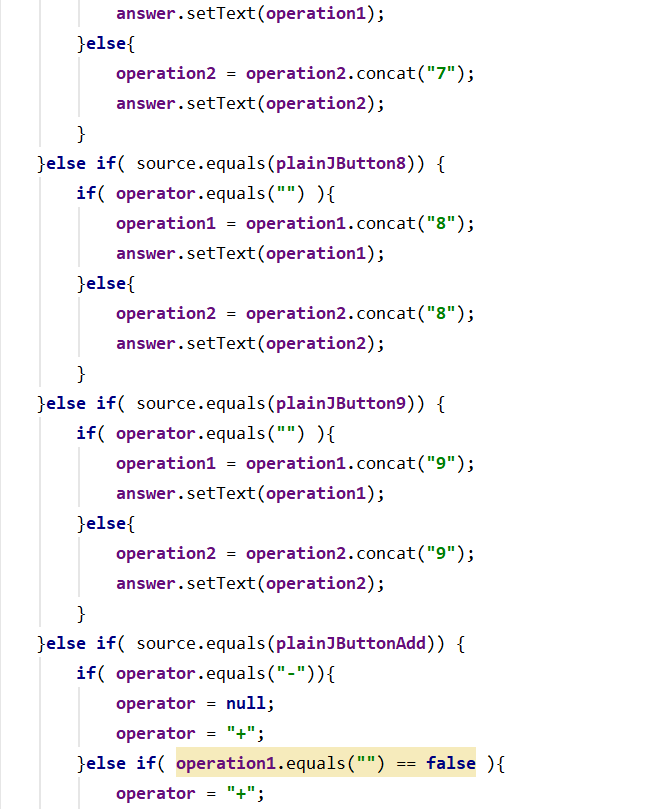 answer.setText(operation1);
}else{
operation2 = operation2.concat("7");
answer.setText(operation2);
}
}else if( source.equals(plainJButton8)) {
if( operator.equals("") ){
operation1 = operation1.concat("8");
answer.setText(operation1);
}else{
operation2 = operation2.concat("8");
answer.setText(operation2);
}
}else if( source.equals(plainJButton9)) {
if( operator.equals("") ){
operation1 = operation1.concat("9");
answer.setText(operation1);
}else{
operation2 = operation2.concat("9");
answer.setText(operation2);
}
}else if( source.equals(plainJButtonAdd)) {
if( operator.equals("-")){
operator = null;
operator = "+";
}else if( operation1.equals("") == false ){
operator = "+";